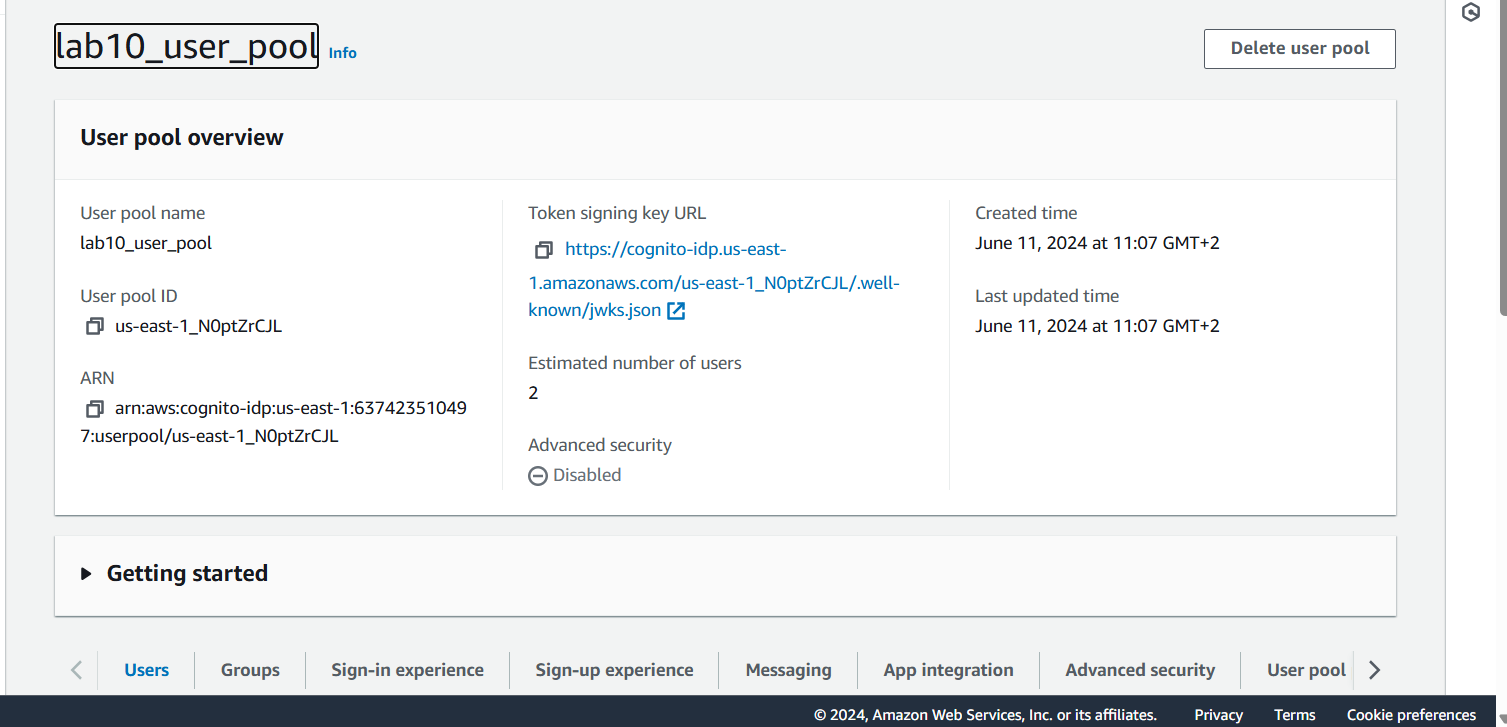 lab10_user_pool Info
Delete user pool
User pool overview
User pool name
lab10_user_pool
User pool ID
us-east-1_N0ptZrCJL
ARN
arn:aws:cognito-idp:us-east-1:63742351049
7:userpool/us-east-1_N0ptZrCJL
Token signing key URL
https://cognito-idp.us-east-
1.amazonaws.com/us-east-1_N0ptZrCJL/.well-
known/jwks.json
Estimated number of users
2
Advanced security
Disabled
Created time
June 11, 2024 at 11:07 GMT+2
Last updated time
June 11, 2024 at 11:07 GMT+2
Getting started
Users Groups Sign-in experience Sign-up experience Messaging App integration Advanced security User pool
© 2024, Amazon Web Services, Inc. or its affiliates. Privacy Terms Cookie preferences